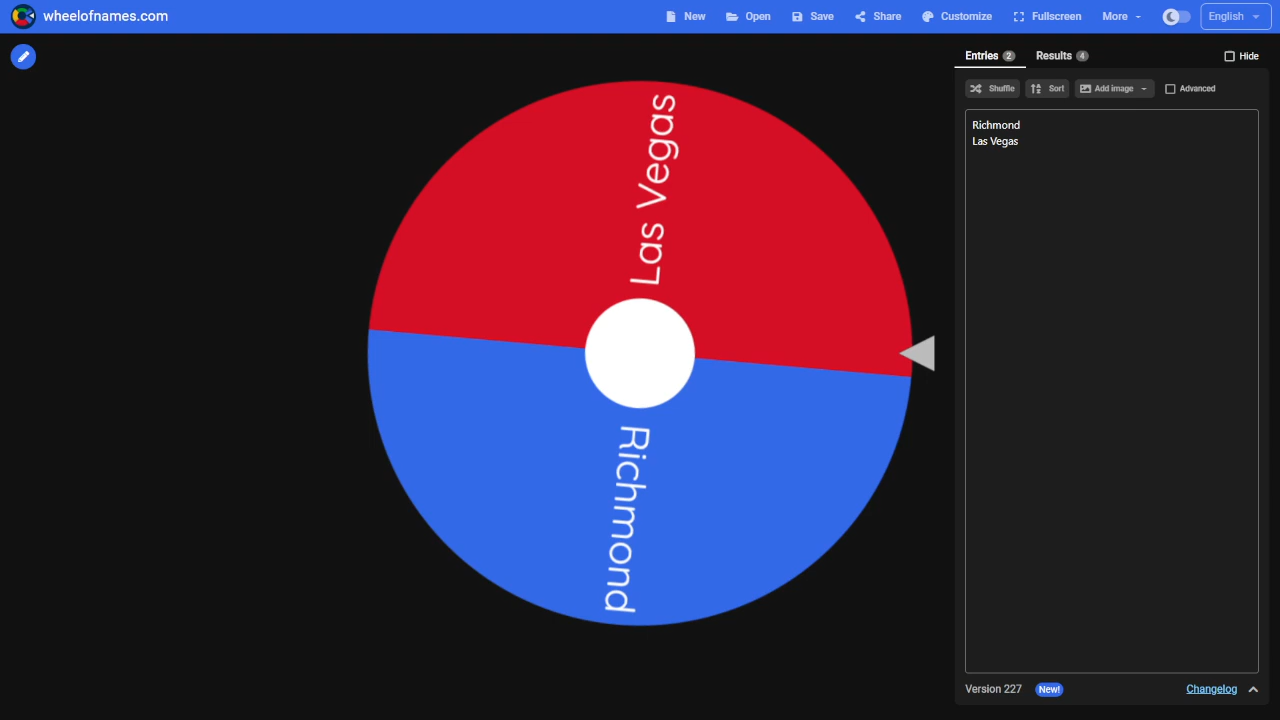 wheelofnames.com
New Open Save Share Customize Fullscreen More English
Entries 2 Results 4 Hide
Shuffle Sort Add image Advanced
Richmond
Las Vegas
Las Vegas
Richmond
Version 227 New! Changelog